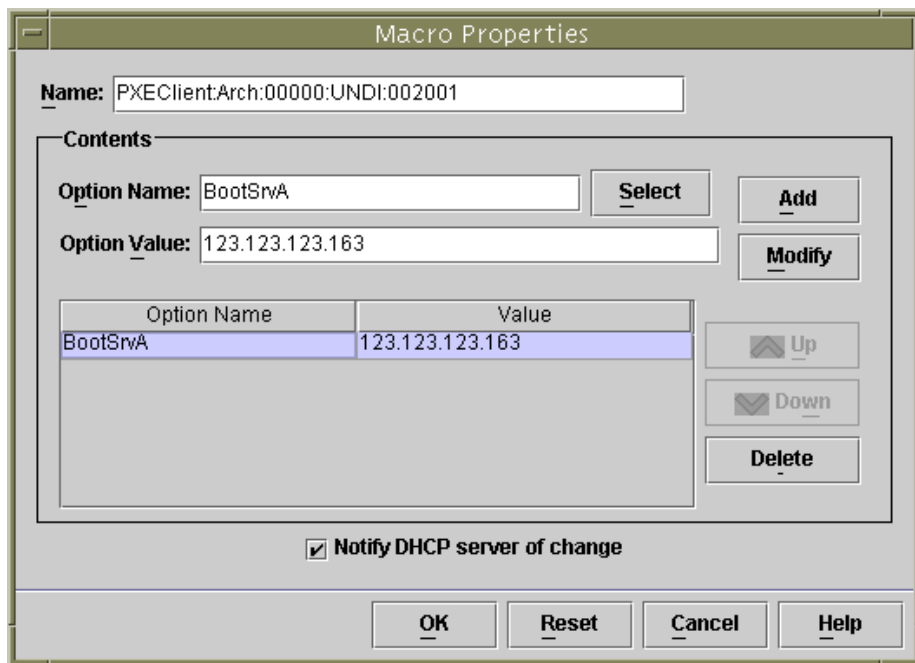 Macro Properties
Name: PXEClient:Arch:00000:UNDI:002001
Contents
Option Name: BootSrvA Select Add
Option Value: 123.123.123.163 Modify
Option Name Value
BootSrvA 123.123.123.163
Up
Down
Delete
Notify DHCP server of change
OK Reset Cancel Help